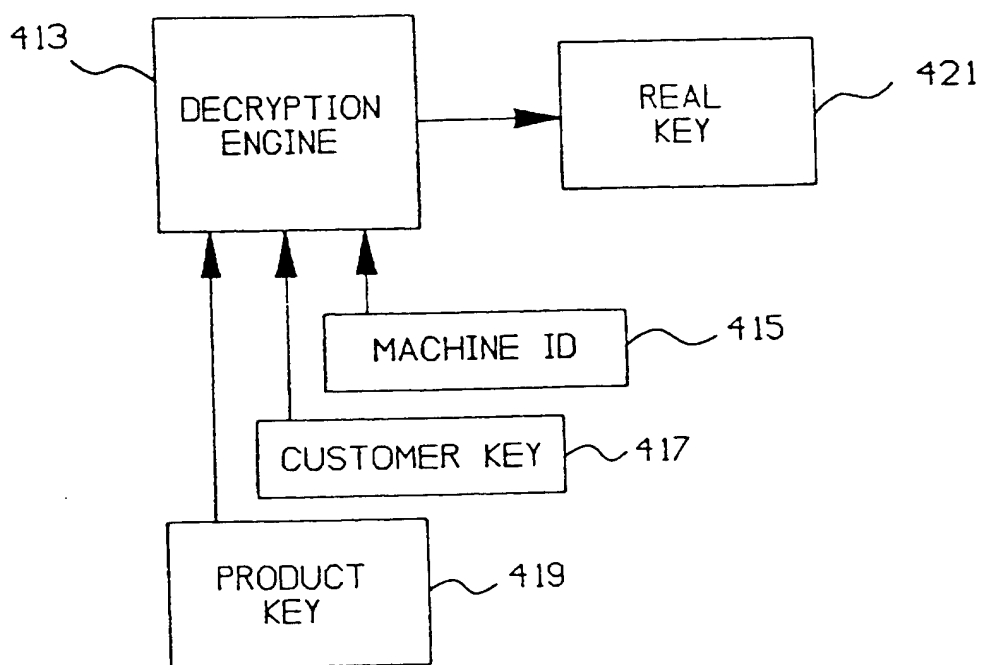 413
DECRYPTION
ENGINE
REAL
KEY
421
MACHINE ID
415
CUSTOMER KEY
417
PRODUCT
KEY
419